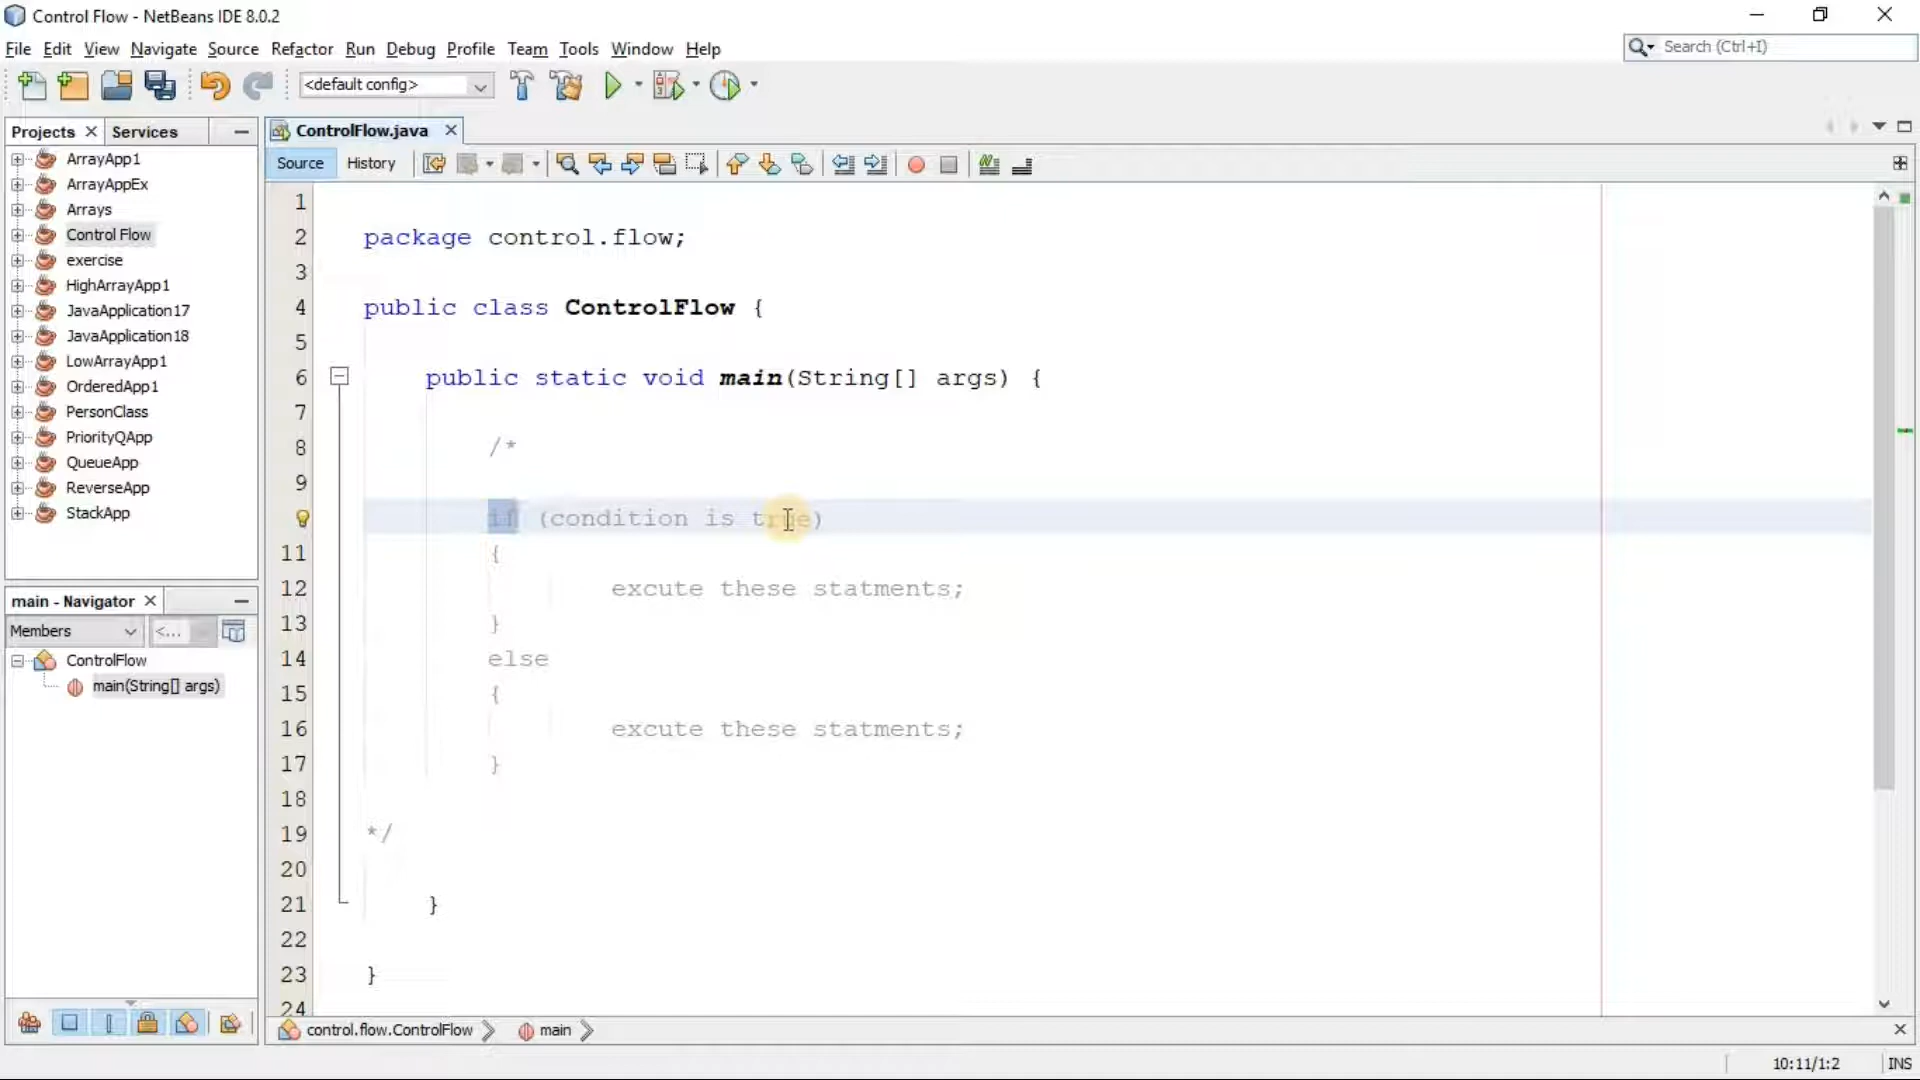 Control Flow - NetBeans IDE 8.0.2
File Edit View Navigate Source Refactor Run Debug Profile Team Tools Window Help
Search (Ctrl+I)
<default config>
Projects
Services
ControlFlow.java
Source History
ArrayApp1
ArrayAppEx
Arrays
Control Flow
exercise
HighArrayApp1
JavaApplication17
JavaApplication18
LowArrayApp1
OrderedApp1
PersonClass
PriorityQApp
QueueApp
ReverseApp
StackApp
main - Navigator
Members
<...
ControlFlow
main(String[] args)
1
2 package control.flow;
3
4 public class ControlFlow {
5
6 public static void main(String[] args) {
7
8 /*
9
if (condition is true)
11 {
12 excute these statments;
13 }
14 else
15 {
16 excute these statments;
17 }
18
19 */
20
21 }
22
23 }
24
control.flow.ControlFlow main
10:11/1:2 INS